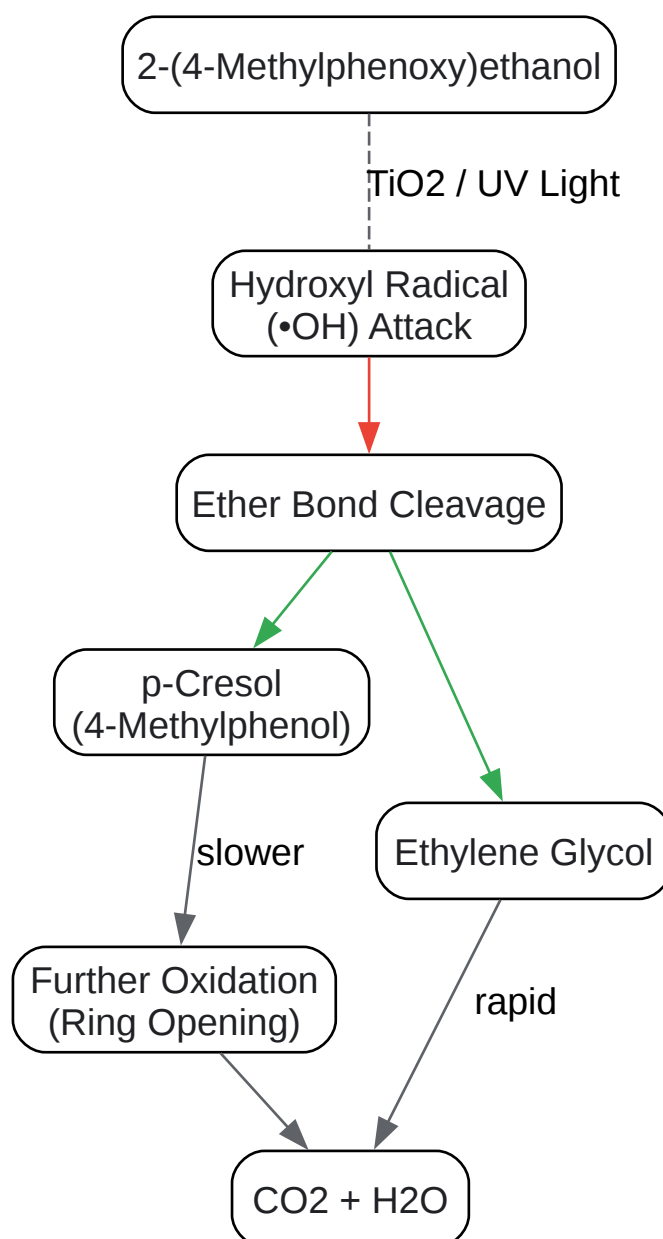 2-(4-Methylphenoxy)ethanol
TiO2 / UV Light
Hydroxyl Radical
(•OH) Attack
Ether Bond Cleavage
p-Cresol
(4-Methylphenol)
slower
Ethylene Glycol
Further Oxidation
(Ring Opening)
rapid
CO2 + H2O